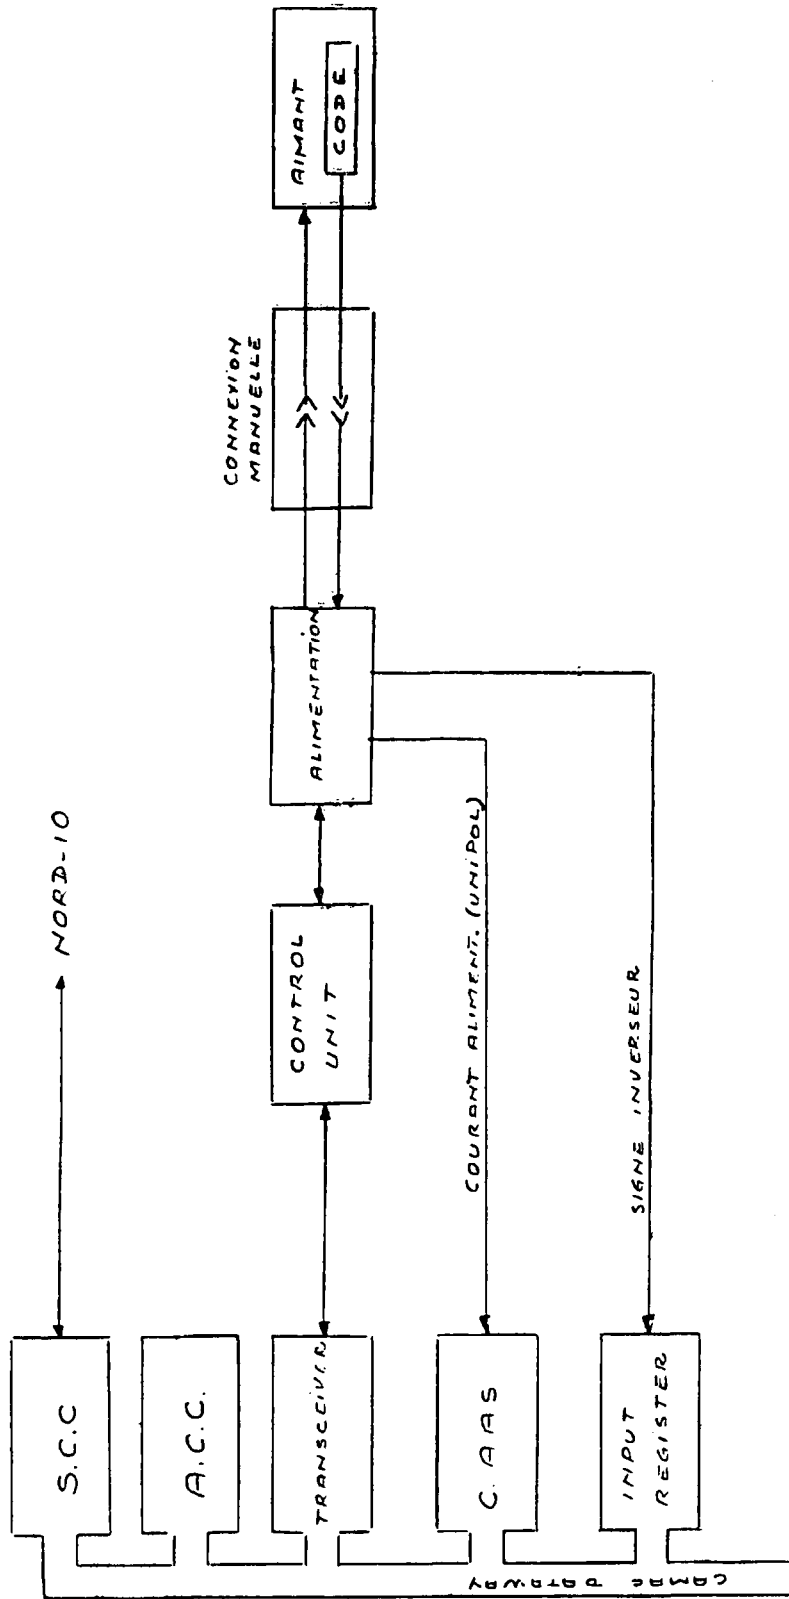 AIMANT
CODE
CONNEXION
MANUELLE
ALIMENTATION
NORD-10
CONTROL
UNIT
COURANT ALIMENT. (UNIPOL)
SIGNE INVERSEUR
S.C.C
A.C.C.
TRANSCEIVER
C. AAS
INPUT
REGISTER
CAMAC DATAWAY